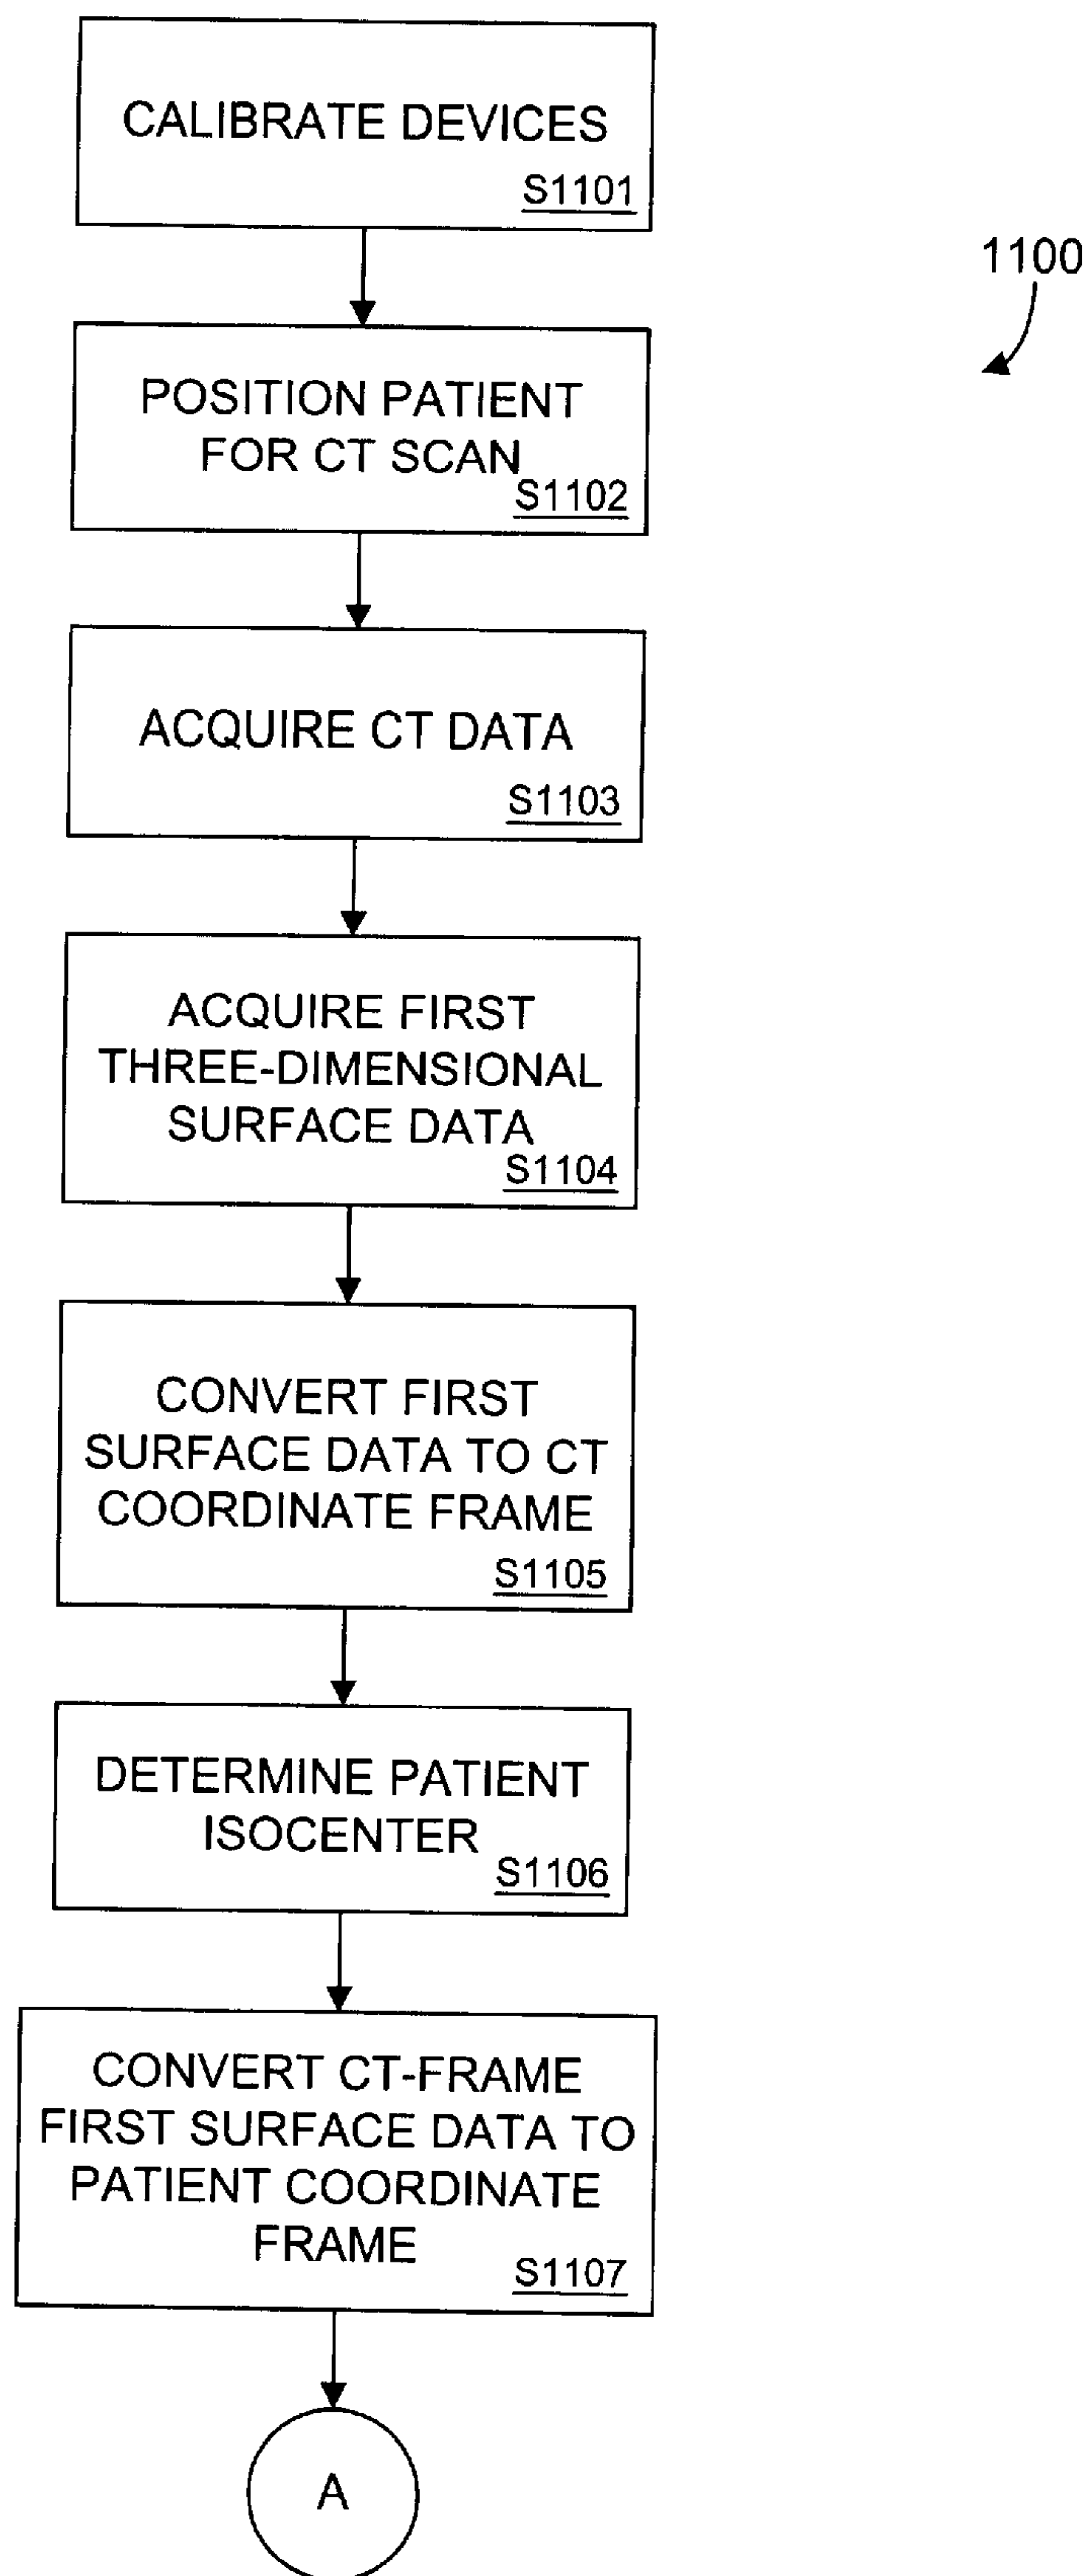 CALIBRATE DEVICES
S1101
1100
POSITION PATIENT
FOR CT SCAN
S1102
ACQUIRE CT DATA
S1103
ACQUIRE FIRST
THREE-DIMENSIONAL
SURFACE DATA
S1104
CONVERT FIRST
SURFACE DATA TO CT
COORDINATE FRAME
S1105
DETERMINE PATIENT
ISOCENTER
S1106
CONVERT CT-FRAME
FIRST SURFACE DATA TO
PATIENT COORDINATE
FRAME
S1107
A